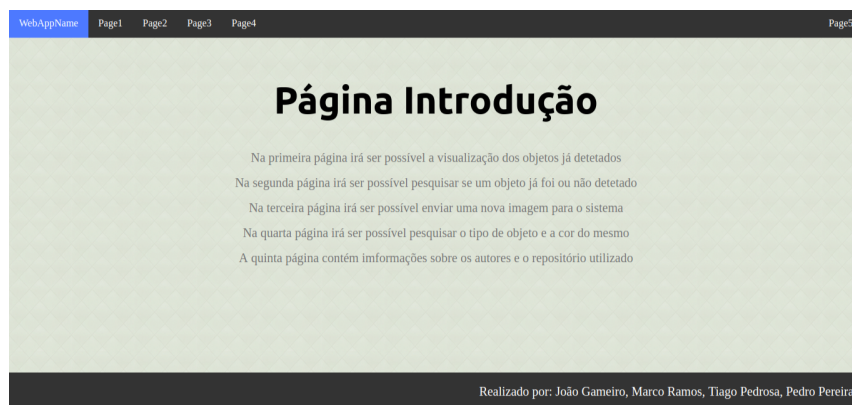 WebAppName Page1 Page2 Page3 Page4 Page5
Página Introdução
Na primeira página irá ser possível a visualização dos objetos já detetados
Na segunda página irá ser possível pesquisar se um objeto já foi ou não detetado
Na terceira página irá ser possível enviar uma nova imagem para o sistema
Na quarta página irá ser possível pesquisar o tipo de objeto e a cor do mesmo
A quinta página contém imformações sobre os autores e o repositório utilizado
Realizado por: João Gameiro, Marco Ramos, Tiago Pedrosa, Pedro Pereira